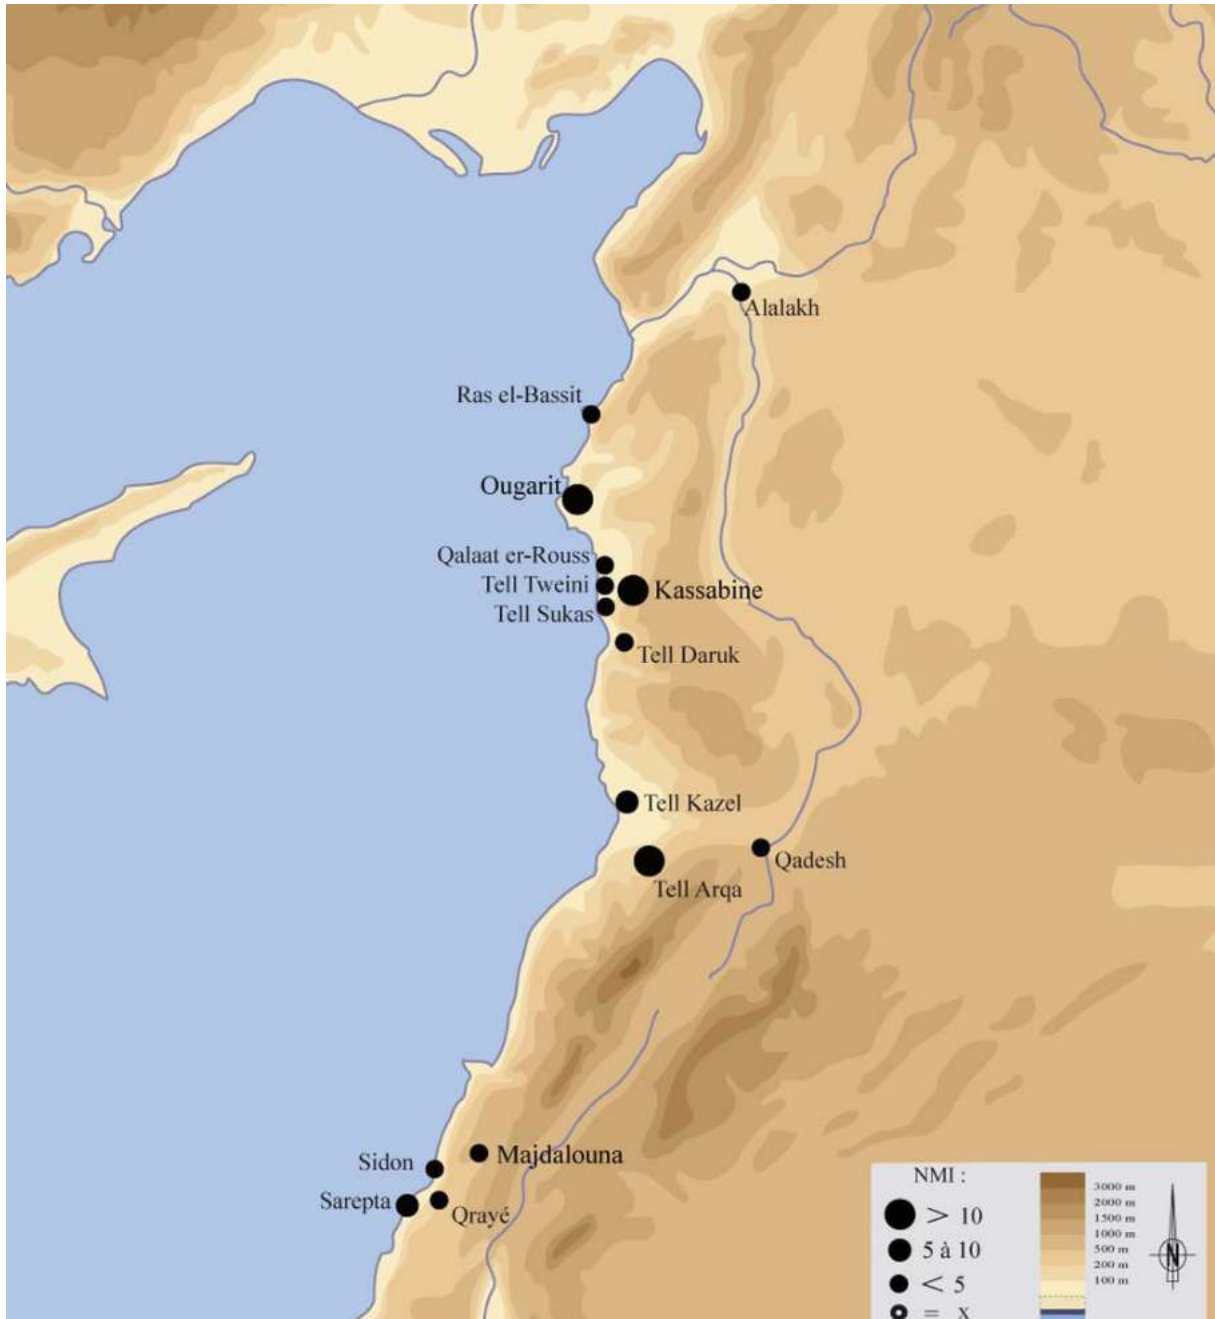 Alalakh
Ras el-Bassit
Ougarit
Qalaat er-Rouss
Tell Tweini
Kassabine
Tell Sukas
Tell Daruk
Tell Kazel
Qadesh
Tell Arqa
Majdalouna
Sidon
Sarepta
Qrayé
NMI :
> 10
5 à 10
< 5
= x
3000 m
2000 m
1500 m
1000 m
500 m
200 m
100 m
N